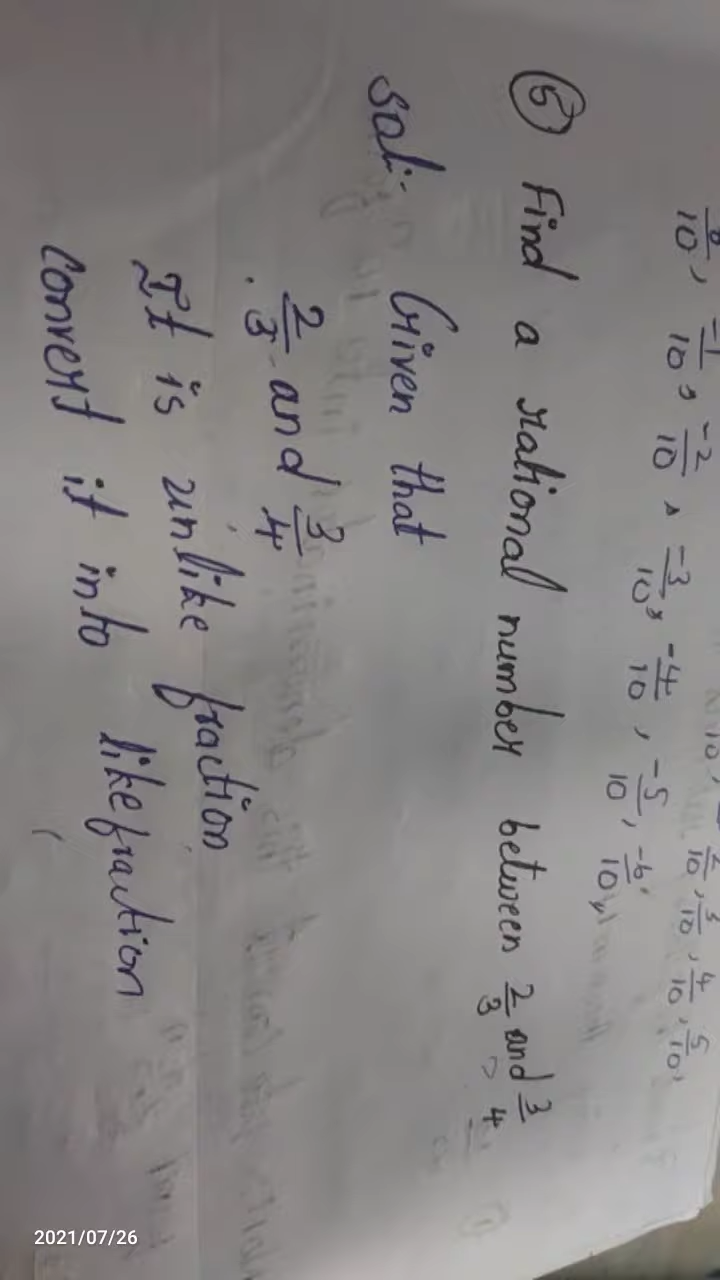 2/10, 3/10, 4/10, 5/10,
/10, -1/10, -2/10, -3/10, -4/10, -5/10, -6/10,
5 Find a rational number between 2/3 and 3/4
Sol:- Given that
2/3 and 3/4
It is unlike fraction
convert it into like fraction
2021/07/26